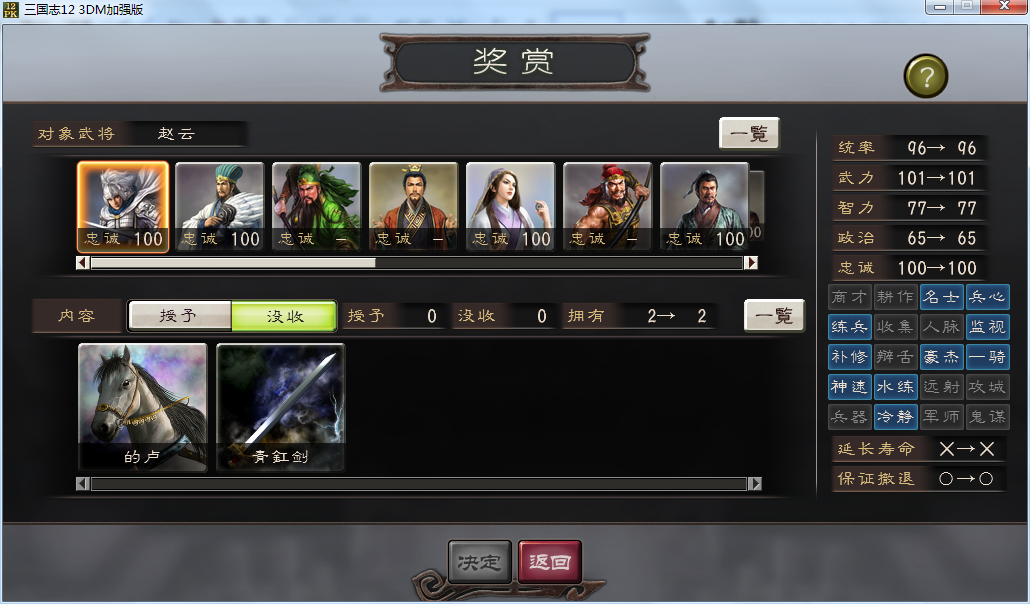 12 PK 三国志12 3DM加强版
奖赏
?
对象武将 赵云
一覧
忠诚 100 忠诚 100 忠诚 - 忠诚 - 忠诚 100 忠诚 - 忠诚 100 00
内容 授予 没收 授予 0 没收 0 拥有 2→ 2
一覧
的卢 青釭剑
统率 96→ 96
武力 101→101
智力 77→ 77
政治 65→ 65
忠诚 100→100
商才 耕作 名士 兵心
练兵 收集 人脉 监视
补修 辩舌 豪杰 一骑
神速 水练 远射 攻城
兵器 冷静 军师 鬼谋
延长寿命 ×→×
保证撤退 ○→○
决定 返回